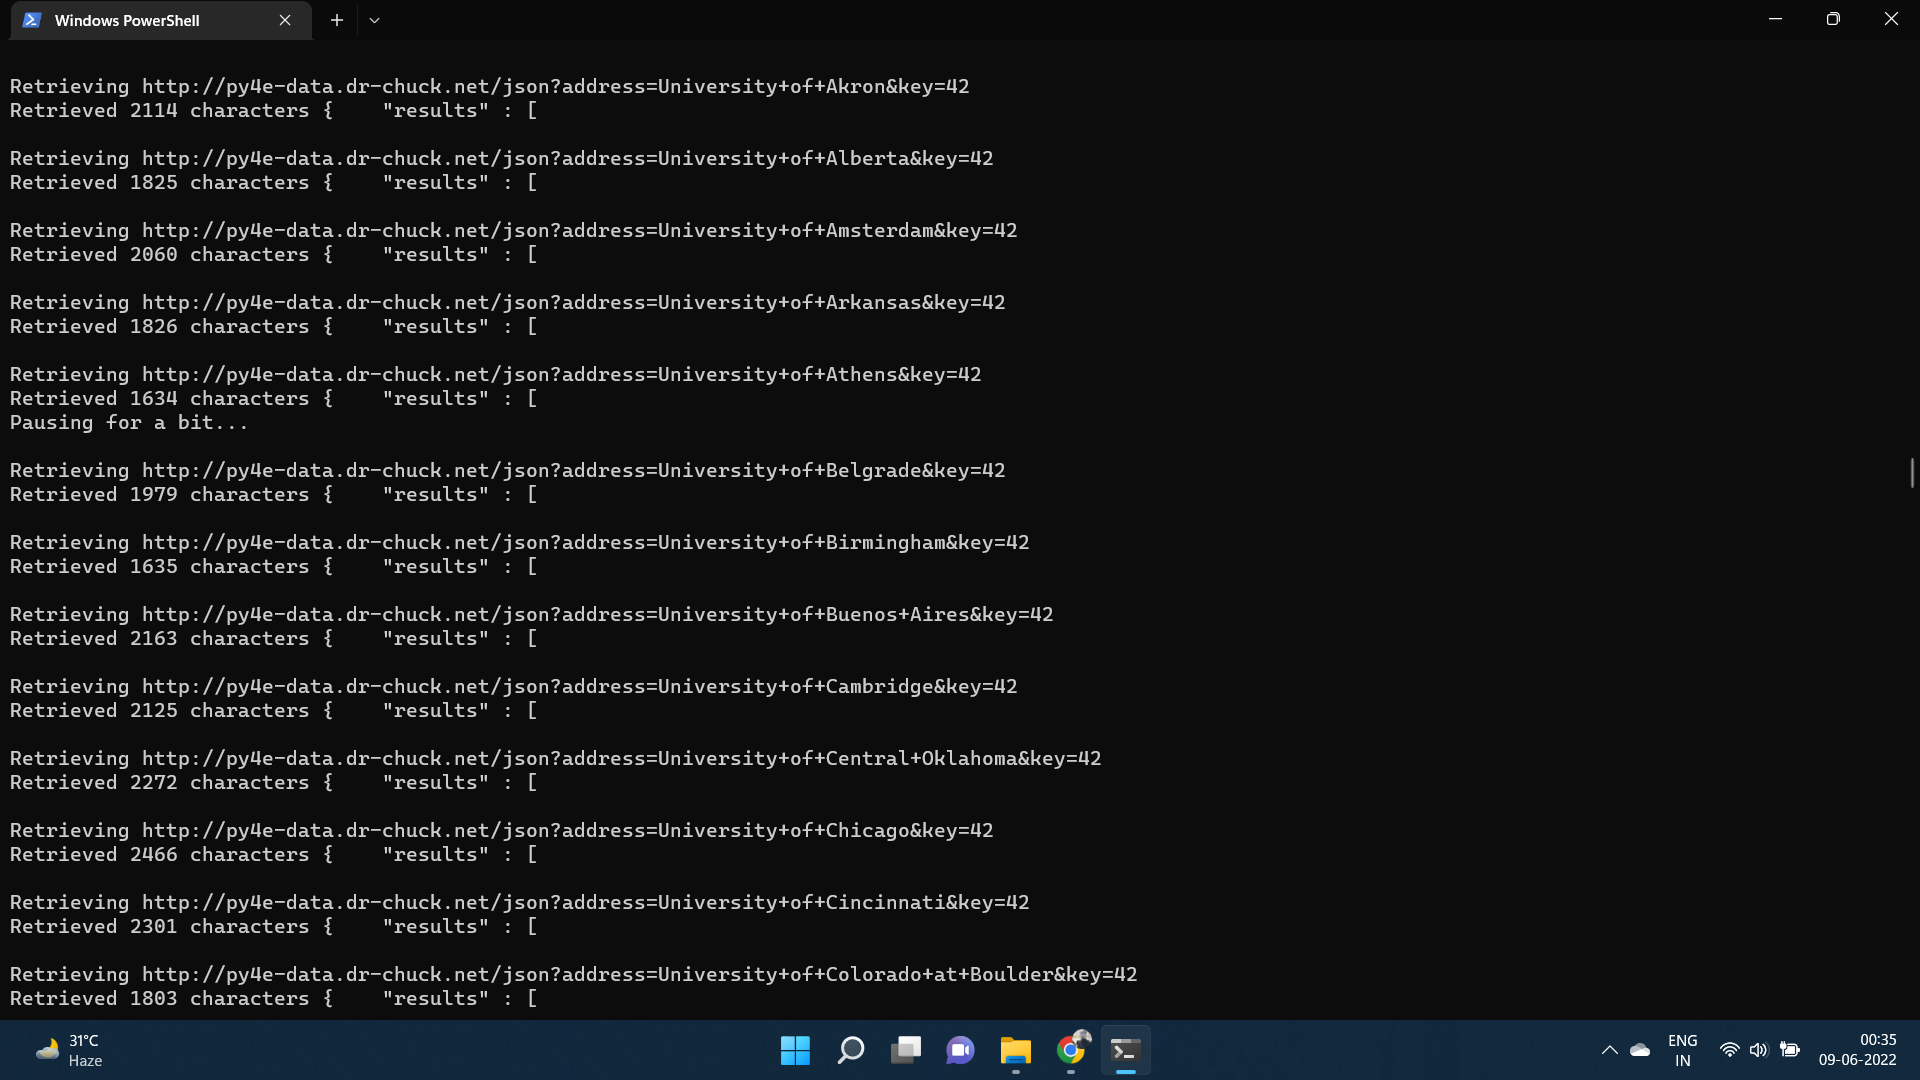 Windows PowerShell
Retrieving http://py4e-data.dr-chuck.net/json?address=University+of+Akron&key=42
Retrieved 2114 characters {    "results" : [
Retrieving http://py4e-data.dr-chuck.net/json?address=University+of+Alberta&key=42
Retrieved 1825 characters {    "results" : [
Retrieving http://py4e-data.dr-chuck.net/json?address=University+of+Amsterdam&key=42
Retrieved 2060 characters {    "results" : [
Retrieving http://py4e-data.dr-chuck.net/json?address=University+of+Arkansas&key=42
Retrieved 1826 characters {    "results" : [
Retrieving http://py4e-data.dr-chuck.net/json?address=University+of+Athens&key=42
Retrieved 1634 characters {    "results" : [
Pausing for a bit...
Retrieving http://py4e-data.dr-chuck.net/json?address=University+of+Belgrade&key=42
Retrieved 1979 characters {    "results" : [
Retrieving http://py4e-data.dr-chuck.net/json?address=University+of+Birmingham&key=42
Retrieved 1635 characters {    "results" : [
Retrieving http://py4e-data.dr-chuck.net/json?address=University+of+Buenos+Aires&key=42
Retrieved 2163 characters {    "results" : [
Retrieving http://py4e-data.dr-chuck.net/json?address=University+of+Cambridge&key=42
Retrieved 2125 characters {    "results" : [
Retrieving http://py4e-data.dr-chuck.net/json?address=University+of+Central+Oklahoma&key=42
Retrieved 2272 characters {    "results" : [
Retrieving http://py4e-data.dr-chuck.net/json?address=University+of+Chicago&key=42
Retrieved 2466 characters {    "results" : [
Retrieving http://py4e-data.dr-chuck.net/json?address=University+of+Cincinnati&key=42
Retrieved 2301 characters {    "results" : [
Retrieving http://py4e-data.dr-chuck.net/json?address=University+of+Colorado+at+Boulder&key=42
Retrieved 1803 characters {    "results" : [
31°C
Haze
ENG
IN
00:35
09-06-2022